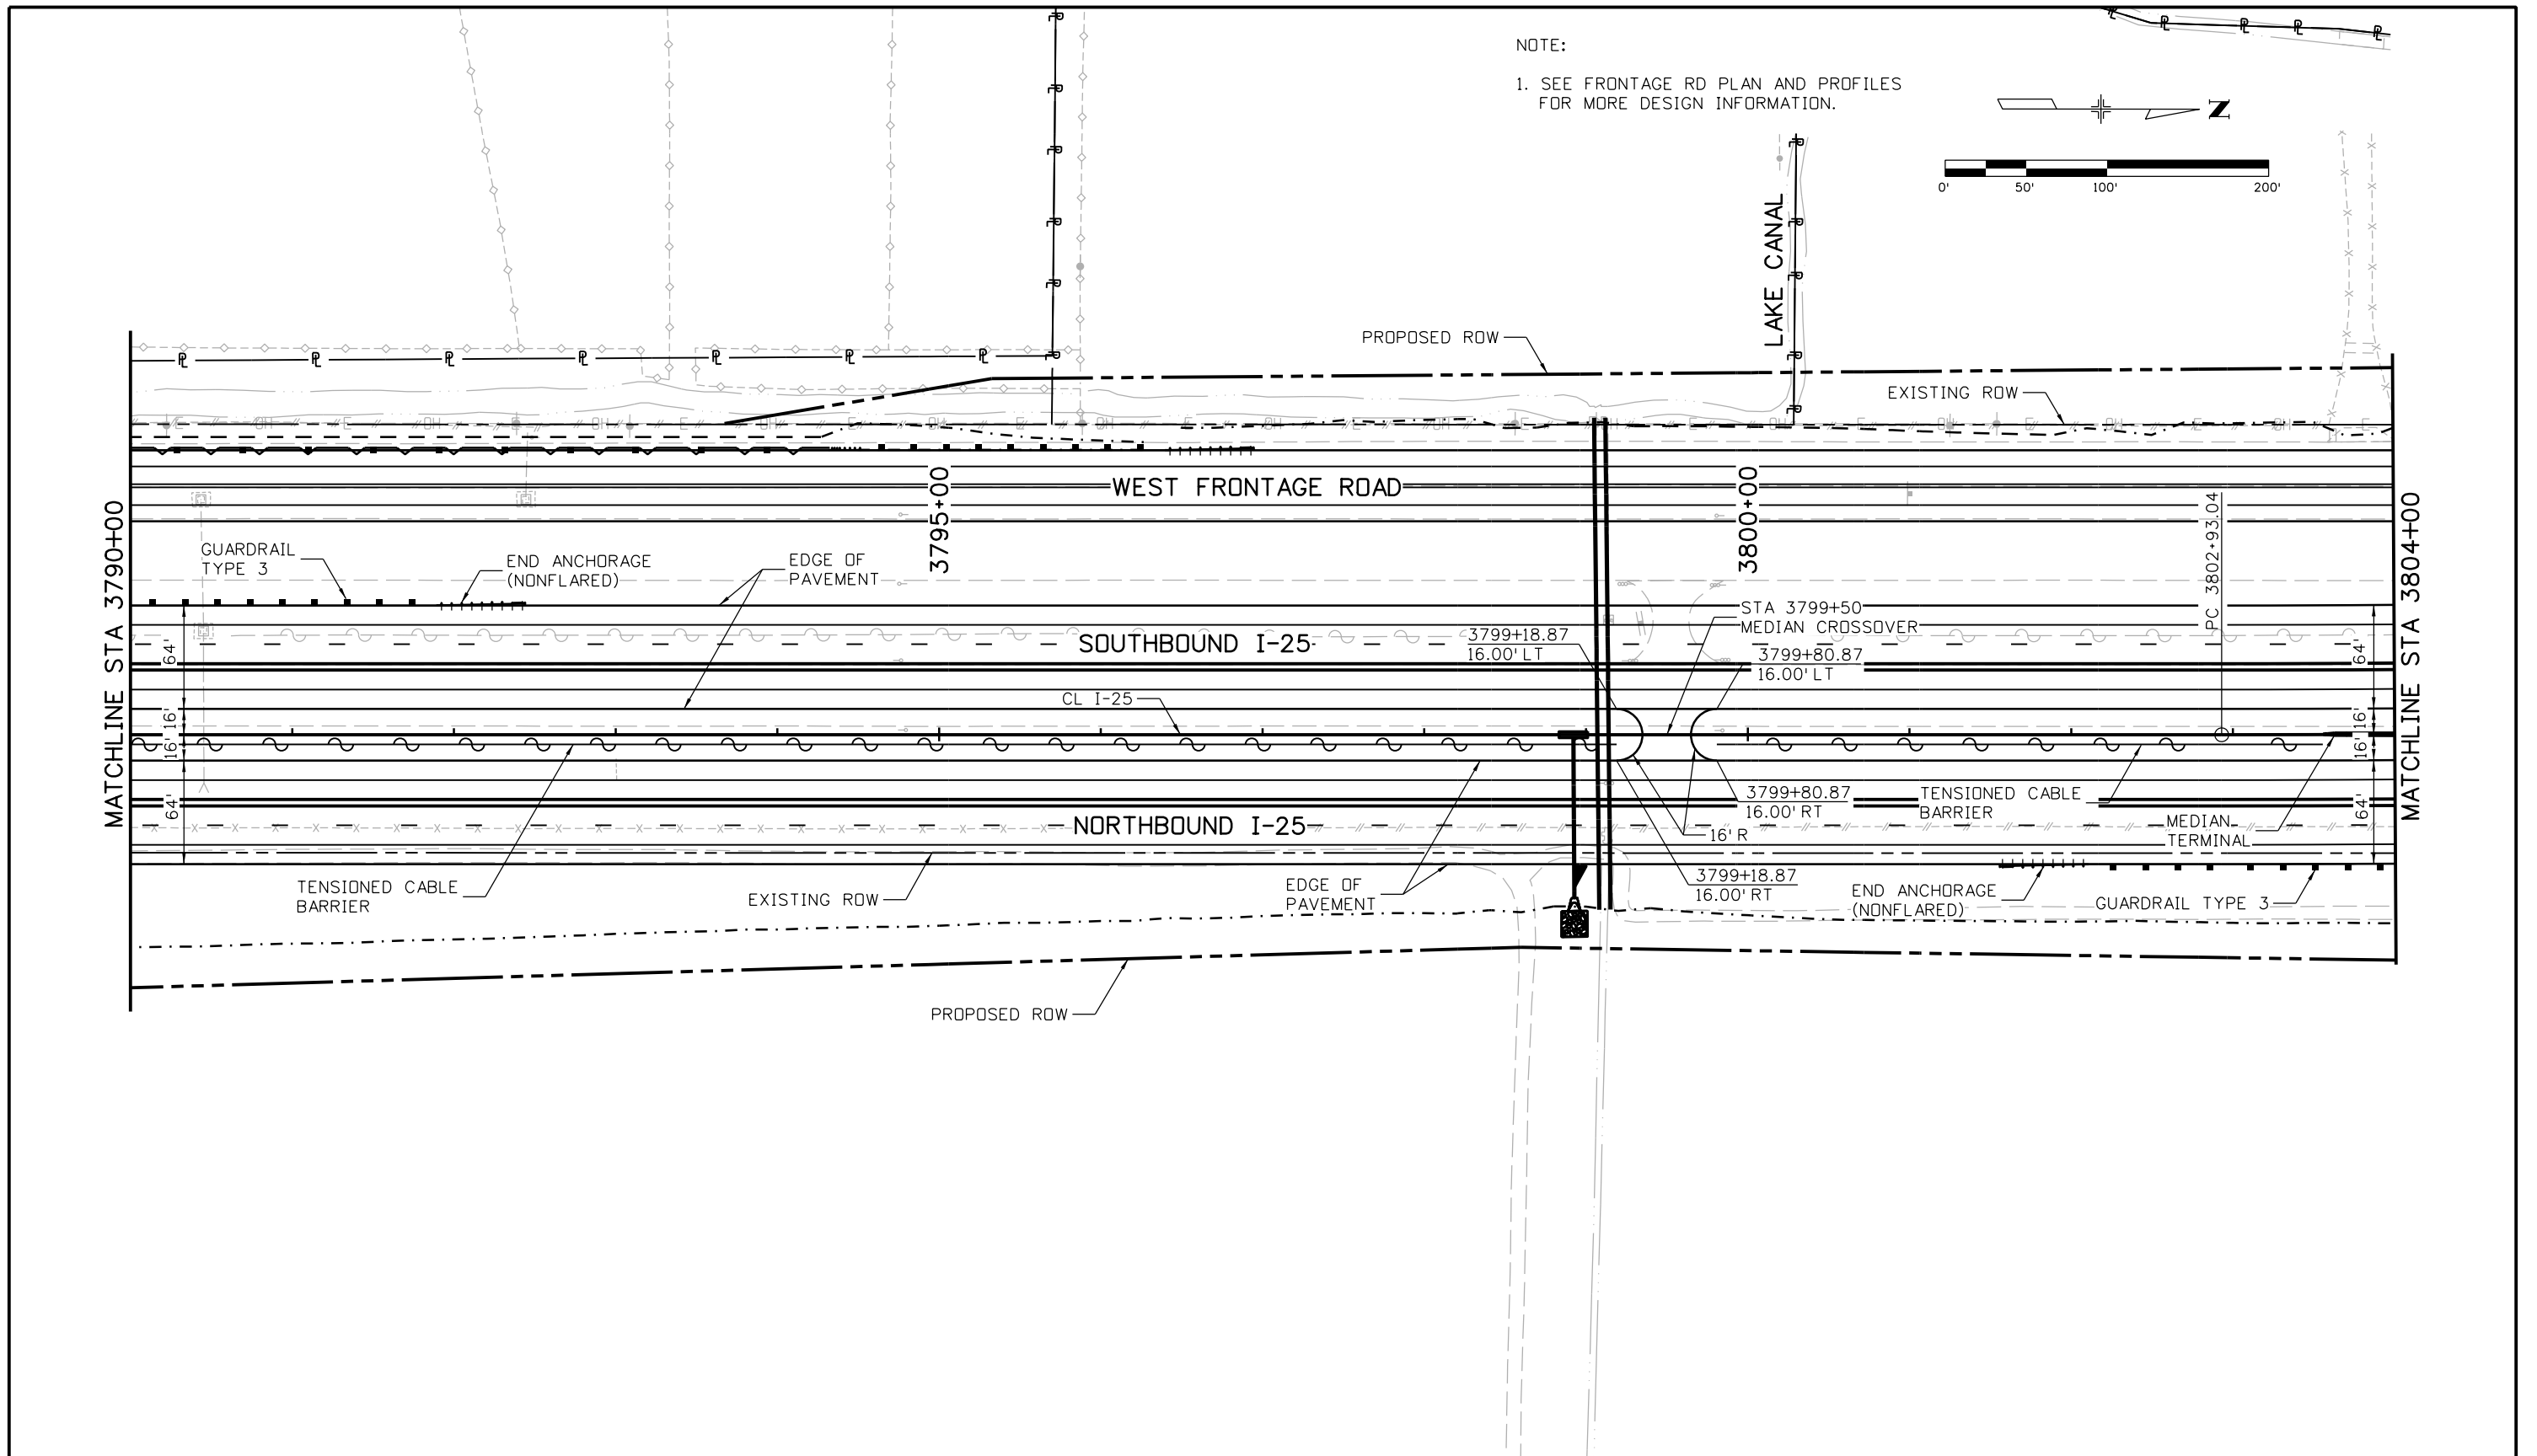 NOTE:
1. SEE FRONTAGE RD PLAN AND PROFILES
FOR MORE DESIGN INFORMATION.
N
0' 50' 100' 200'
LAKE CANAL
PROPOSED ROW
EXISTING ROW
WEST FRONTAGE ROAD
3795+00
3800+00
PC 3802+93.04
MATCHLINE STA 3790+00
MATCHLINE STA 3804+00
GUARDRAIL
TYPE 3
END ANCHORAGE
(NONFLARED)
EDGE OF
PAVEMENT
STA 3799+50
MEDIAN CROSSOVER
SOUTHBOUND I-25
3799+18.87
16.00' LT
3799+80.87
16.00' LT
64'
64'
CL I-25
16'
16'
16'
16'
3799+80.87
16.00' RT
TENSIONED CABLE
BARRIER
64'
64'
NORTHBOUND I-25
16' R
MEDIAN
TERMINAL
3799+18.87
16.00' RT
TENSIONED CABLE
BARRIER
EXISTING ROW
EDGE OF
PAVEMENT
END ANCHORAGE
(NONFLARED)
GUARDRAIL TYPE 3
PROPOSED ROW